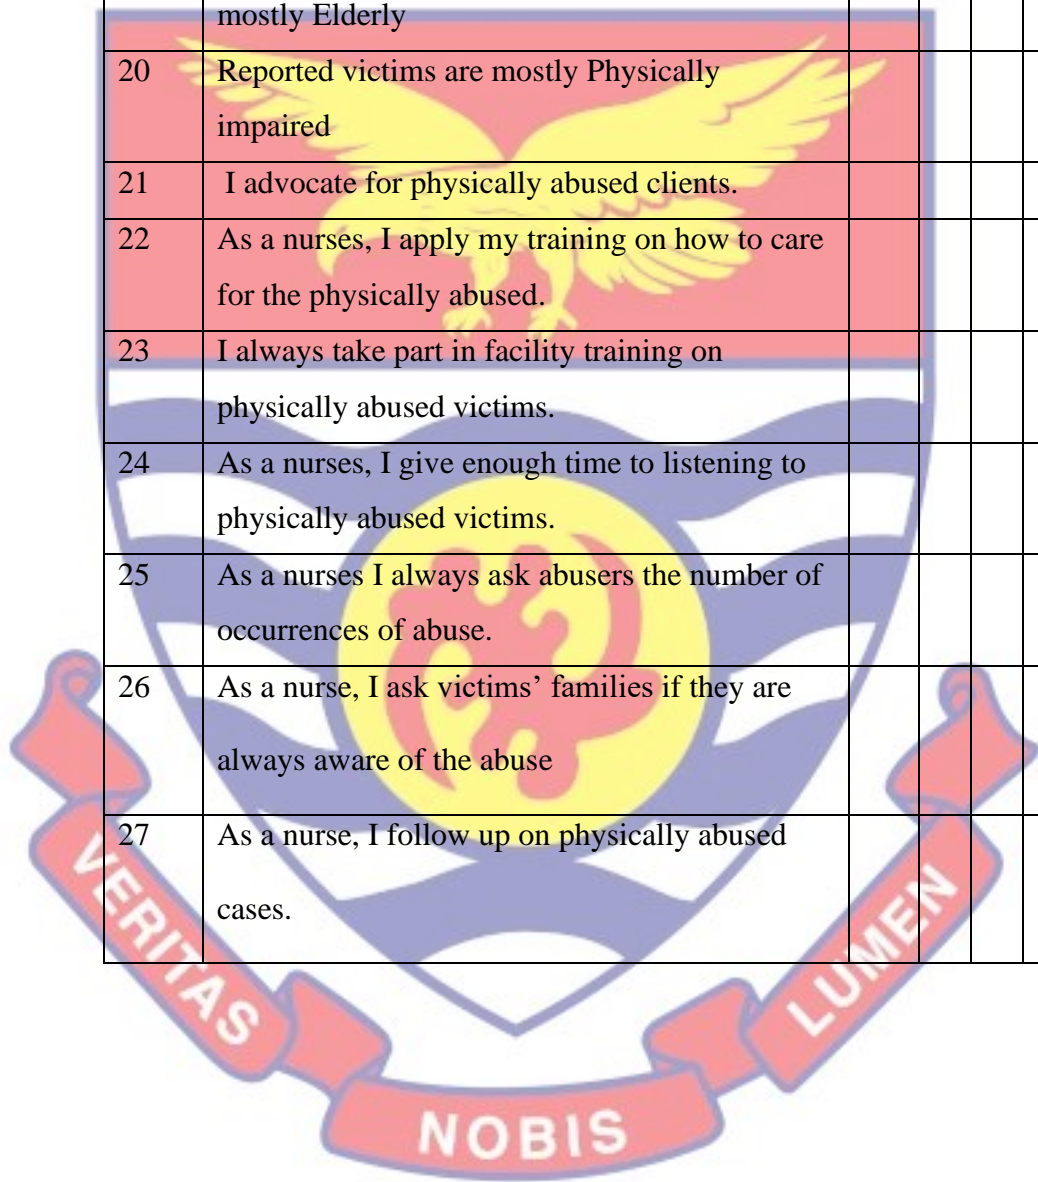 mostly Elderly
20 Reported victims are mostly Physically
impaired
21 I advocate for physically abused clients.
22 As a nurses, I apply my training on how to care
for the physically abused.
23 I always take part in facility training on
physically abused victims.
24 As a nurses, I give enough time to listening to
physically abused victims.
25 As a nurses I always ask abusers the number of
occurrences of abuse.
26 As a nurse, I ask victims’ families if they are
always aware of the abuse
27 As a nurse, I follow up on physically abused
cases.
VERITAS
NOBIS
LUMEN